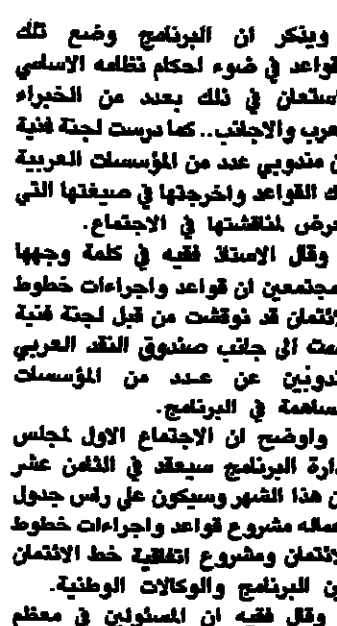 ويذكر ان البرنامج وضع تلك
قواعد في ضوء احكام نظامه الاساسي
استعان في ذلك بعدد من الخبراء
عرب والاجانب.. كما درست لجنة فنية
ن مندوبي عدد من المؤسسات العربية
ك القواعد واخرجتها في صيغتها التي
عرض لمناقشتها في الاجتماع.
وقال الاستاذ فقيه في كلمة وجهها
مجتمعين ان قواعد واجراءات خطوط
لائتمان قد نوقشت من قبل لجنة فنية
مت الى جانب صندوق النقد العربي
ندوبين عن عدد من المؤسسات
ساهمة في البرنامج.
واوضح ان الاجتماع الاول لمجلس
دارة البرنامج سيعقد في الثامن عشر
ن هذا الشهر وسيكون على راس جدول
عماله مشروع قواعد واجراءات خطوط
لائتمان ومشروع اتفاقية خط الائتمان
ين البرنامج والوكالات الوطنية.
وقال فقيه ان المسئولين في معظم